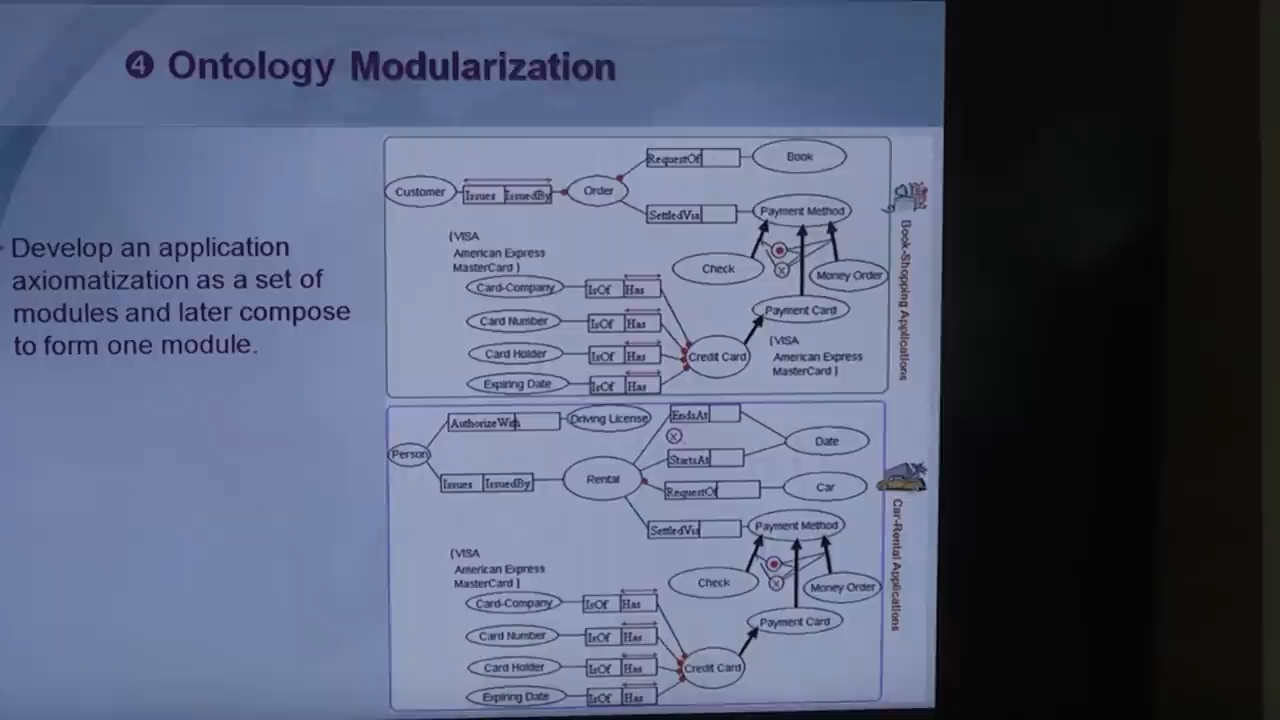 ❹ Ontology Modularization
Develop an application
axiomatization as a set of
modules and later compose
to form one module.
RequestOf
Book
Customer
Issues IssuedBy
Order
SettledVia
Payment Method
{VISA
American Express
MasterCard }
Check
Money Order
Card-Company
IsOf Has
Payment Card
Card Number
IsOf Has
{VISA
American Express
MasterCard }
Card Holder
IsOf Has
Credit Card
Expiring Date
IsOf Has
Book-Shopping Applications
AuthorizeWith
Driving License
EndsAt
Date
Person
StartsAt
Issues IssuedBy
Rental
RequestOf
Car
SettledVia
Payment Method
{VISA
American Express
MasterCard }
Check
Money Order
Card-Company
IsOf Has
Payment Card
Card Number
IsOf Has
Card Holder
IsOf Has
Credit Card
Expiring Date
IsOf Has
Car-Rental Applications